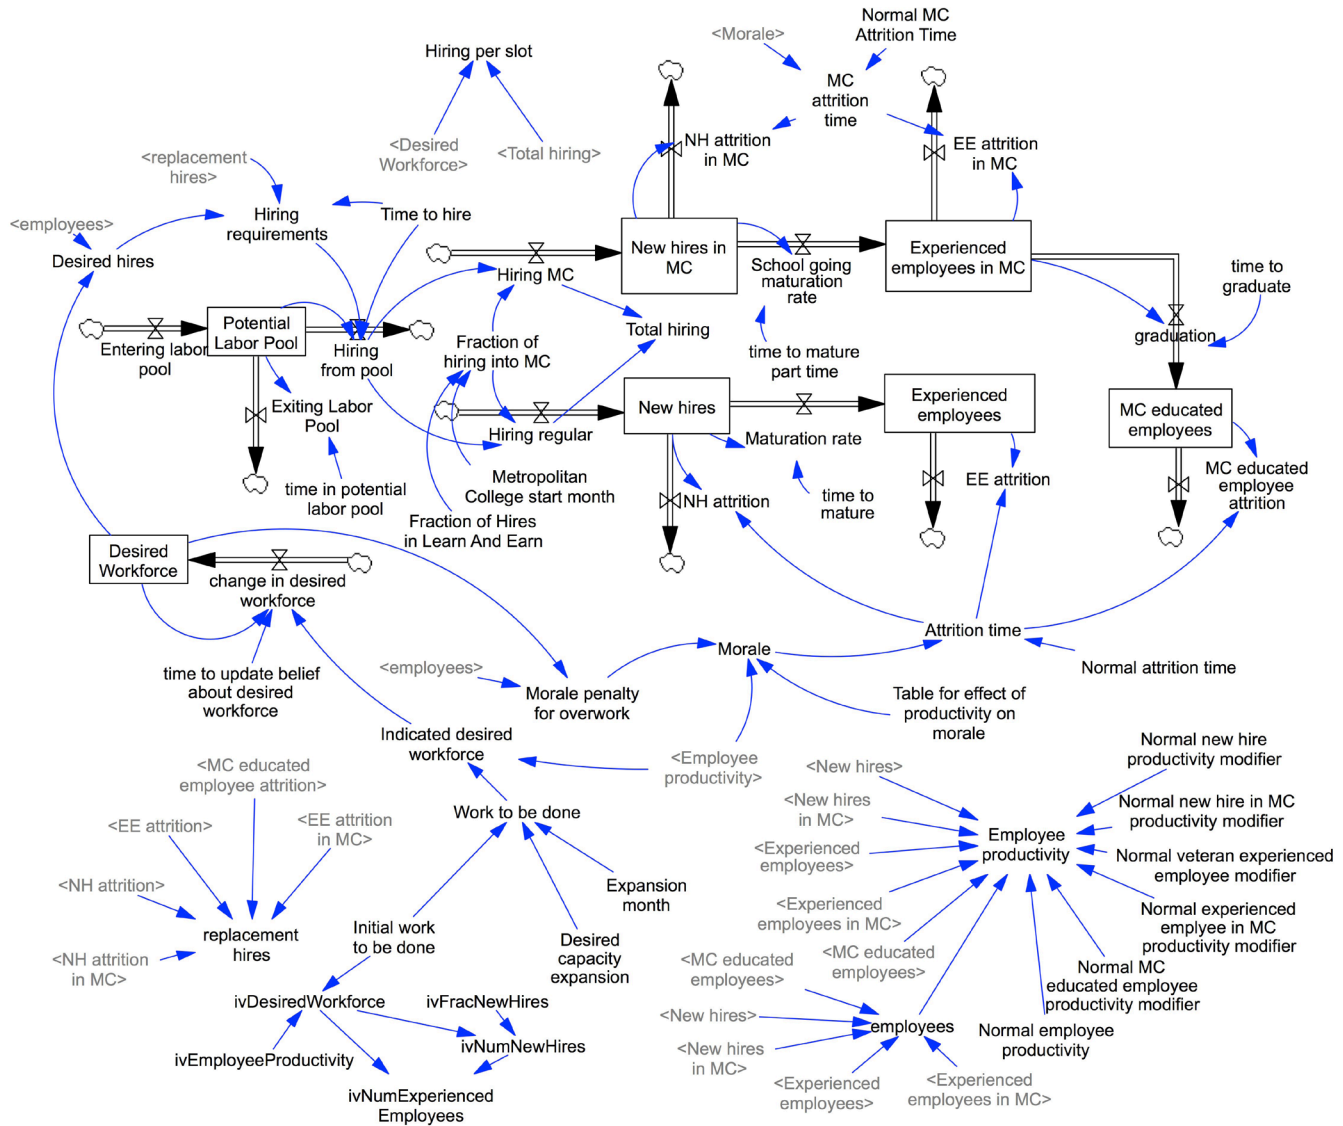 Hiring per slot
<Morale>
Normal MC
Attrition Time
MC
attrition
time
<Desired
Workforce>
<Total hiring>
NH attrition
in MC
EE attrition
in MC
<replacement
hires>
<employees>
Hiring
requirements
Time to hire
Desired hires
Hiring MC
New hires in
MC
School going
maturation
rate
Experienced
employees in MC
time to
graduate
Potential
Labor Pool
Entering labor
pool
Hiring
from pool
Fraction of
hiring into MC
Total hiring
time to mature
part time
graduation
Exiting Labor
Pool
Hiring regular
New hires
Maturation rate
Experienced
employees
MC educated
employees
time in potential
labor pool
Metropolitan
College start month
Fraction of Hires
in Learn And Earn
NH attrition
time to
mature
EE attrition
MC educated
employee
attrition
Desired
Workforce
change in desired
workforce
time to update belief
about desired
workforce
<employees>
Morale penalty
for overwork
Morale
Attrition time
Normal attrition time
Table for effect of
productivity on
morale
Indicated desired
workforce
<Employee
productivity>
<MC educated
employee attrition>
<EE attrition>
<EE attrition
in MC>
<NH attrition>
<NH attrition
in MC>
replacement
hires
Work to be done
Expansion
month
Initial work
to be done
Desired
capacity
expansion
ivDesiredWorkforce
ivFracNewHires
ivEmployeeProductivity
ivNumNewHires
ivNumExperienced
Employees
<New hires>
<New hires
in MC>
<Experienced
employees>
<Experienced
employees in MC>
<MC educated
employees>
Employee
productivity
Normal new hire
productivity modifier
Normal new hire in MC
productivity modifier
Normal veteran experienced
employee modifier
Normal experienced
emplyee in MC
productivity modifier
Normal MC
educated employee
productivity modifier
Normal employee
productivity
<MC educated
employees>
<New hires>
<New hires
in MC>
<Experienced
employees>
<Experienced
employees in MC>
employees